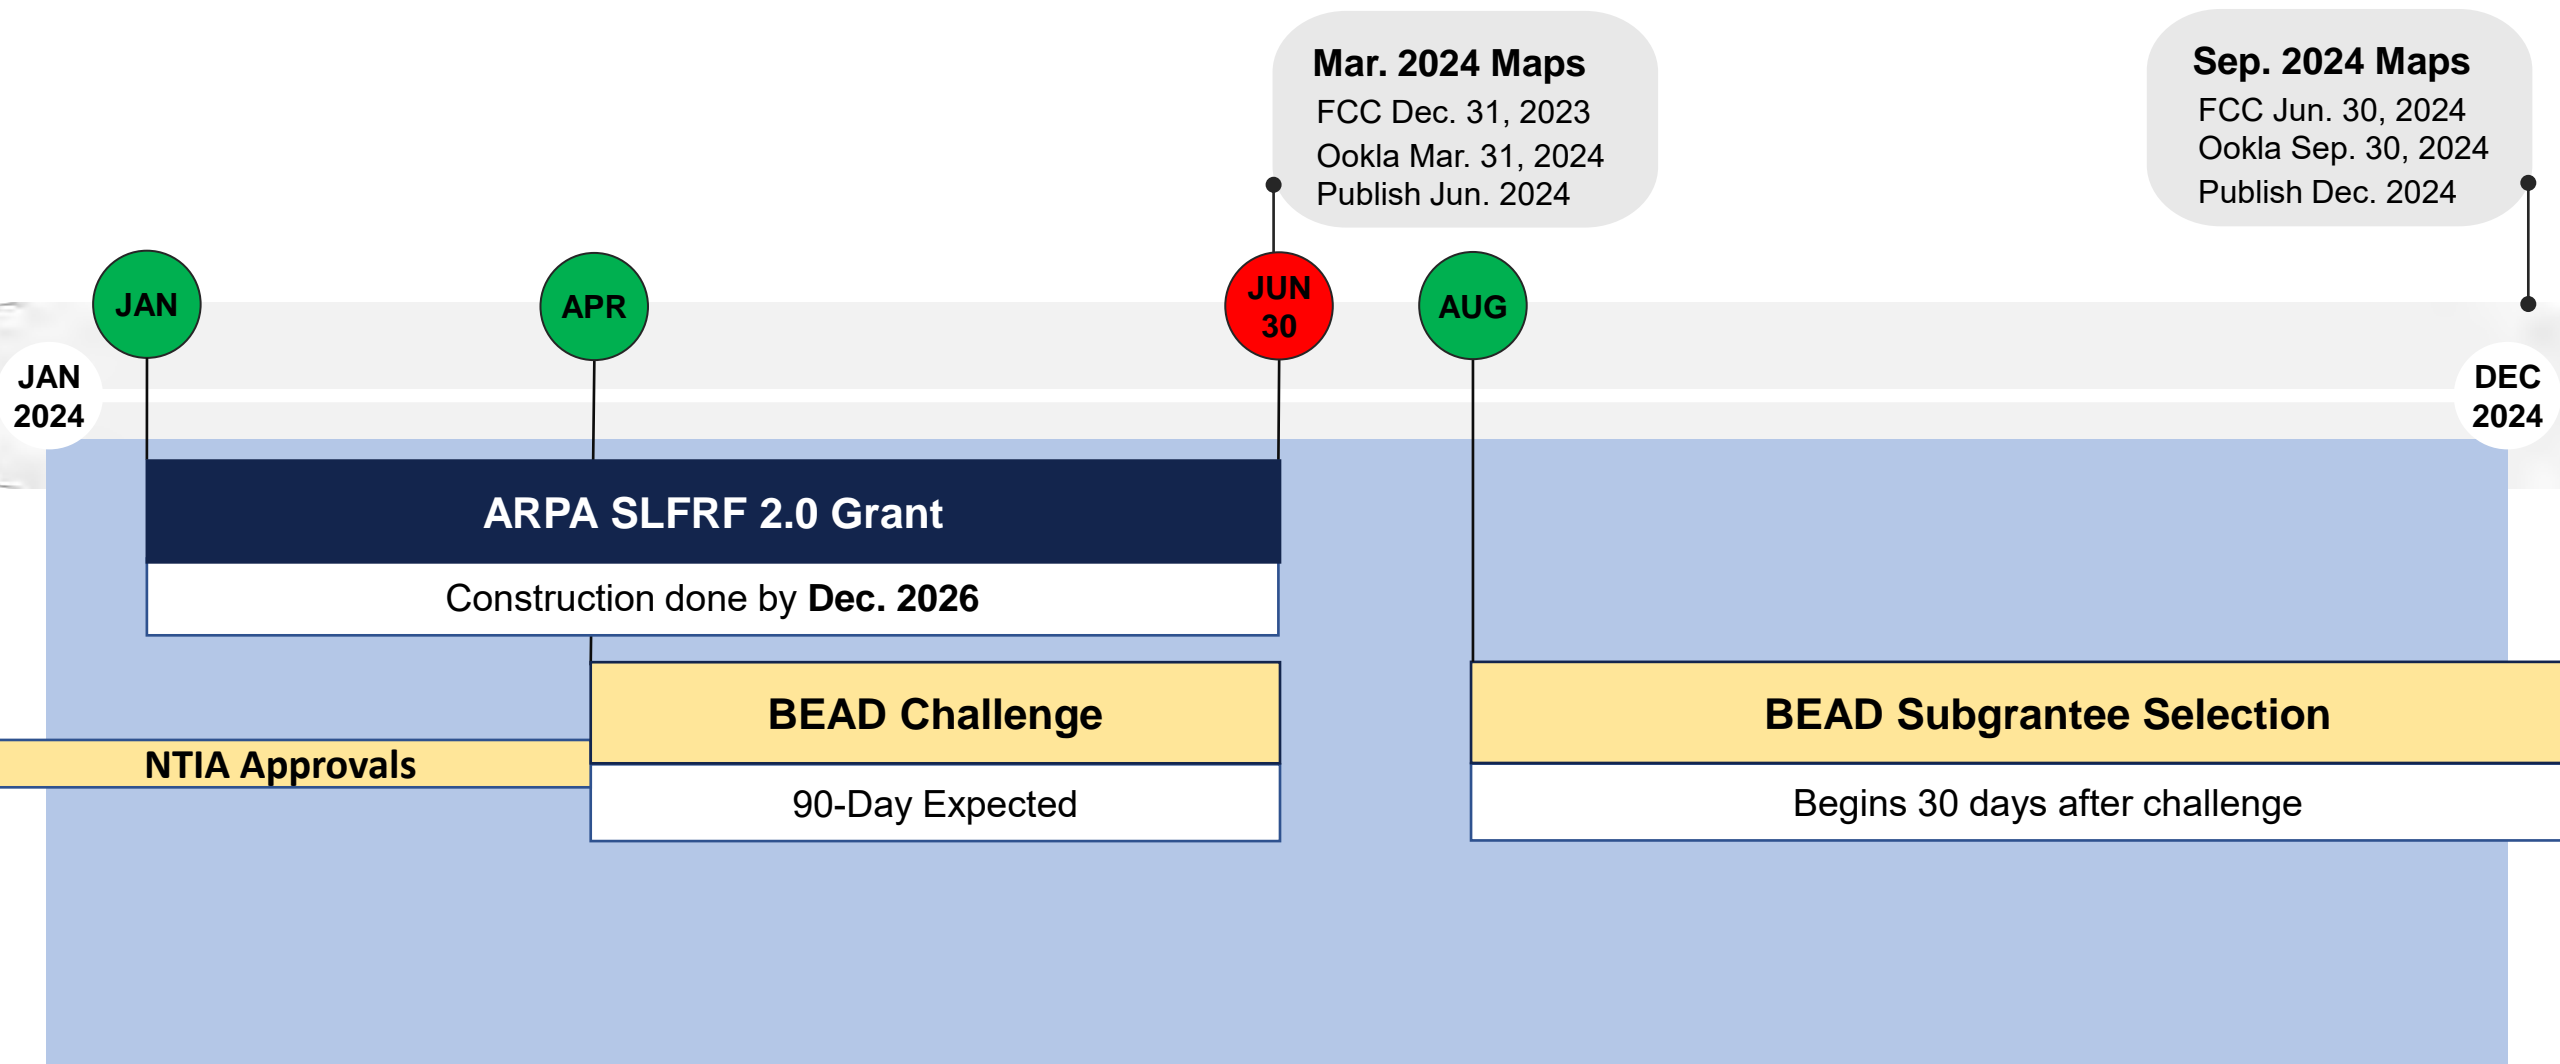 Mar. 2024 Maps
FCC Dec. 31, 2023
Ookla Mar. 31, 2024
Publish Jun. 2024
Sep. 2024 Maps
FCC Jun. 30, 2024
Ookla Sep. 30, 2024
Publish Dec. 2024
JAN
APR
JUN
30
AUG
JAN
2024
DEC
2024
ARPA SLFRF 2.0 Grant
Construction done by Dec. 2026
NTIA Approvals
BEAD Challenge
90-Day Expected
BEAD Subgrantee Selection
Begins 30 days after challenge